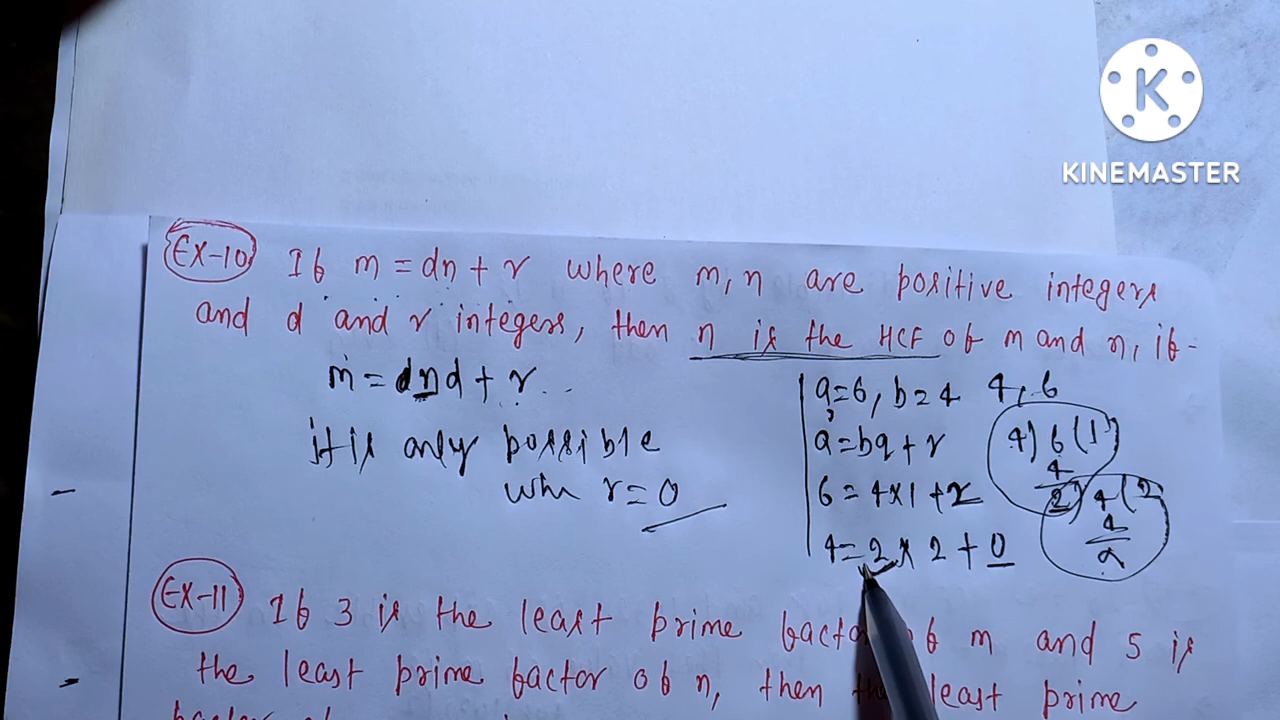 KINEMASTER
EX-10 If m = dn + r where m, n are positive integers
and d and r integers, then n is the HCF of m and n, if -
m = dnd + r
it is only possible
whn r = 0
a = 6, b = 4 4, 6
a = bq + r
6 = 4 × 1 + 2
4 = 2 × 2 + 0
4) 6 (1
4
2) 4 (2
4
EX-11 If 3 is the least prime factor of m and 5 is
the least prime factor of n, then the least prime